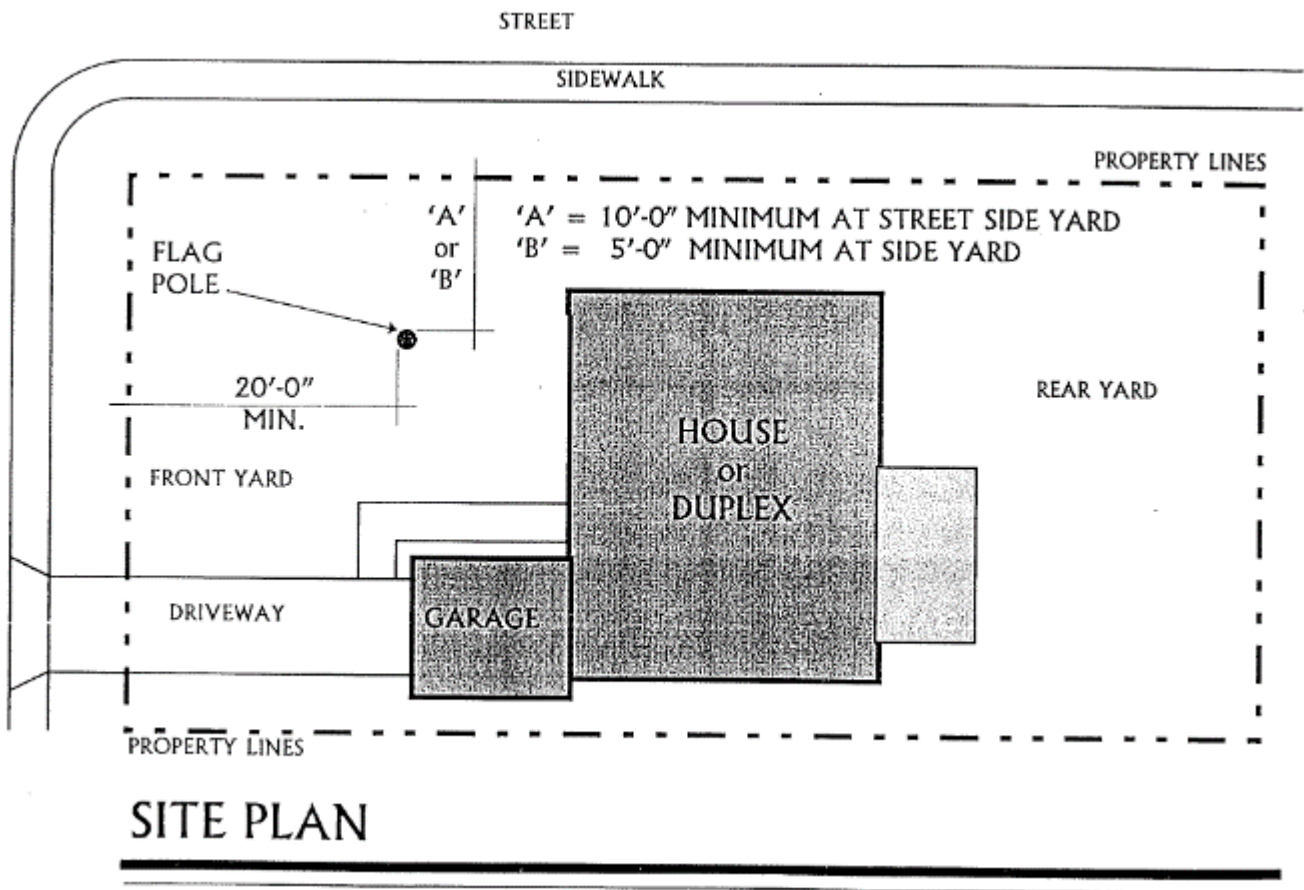 STREET
SIDEWALK
PROPERTY LINES
'A'
or
'B'
'A' = 10'-0" MINIMUM AT STREET SIDE YARD
'B' = 5'-0" MINIMUM AT SIDE YARD
FLAG
POLE
20'-0"
MIN.
REAR YARD
HOUSE
or
DUPLEX
FRONT YARD
DRIVEWAY
GARAGE
PROPERTY LINES
SITE PLAN